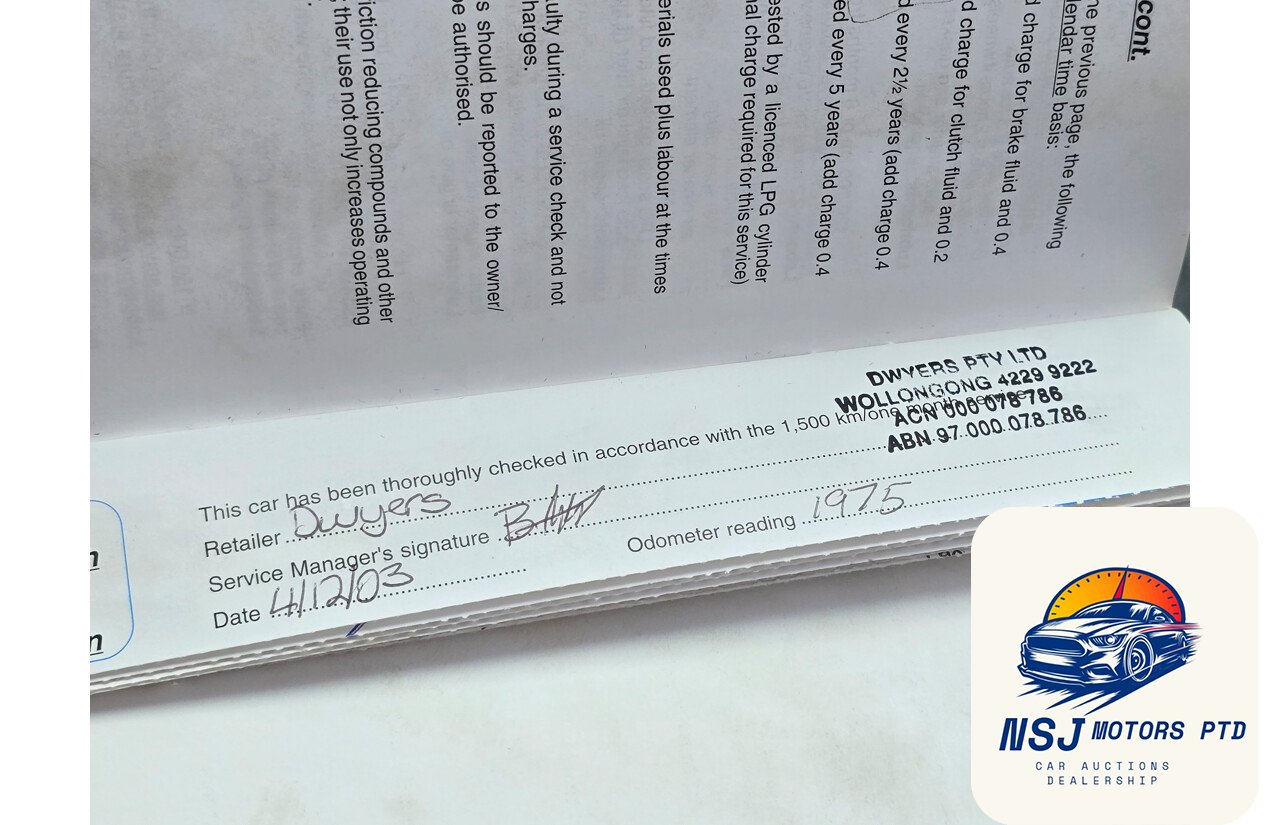 cont.
ne previous page, the following
lendar time basis:
d charge for brake fluid and 0.4
d charge for clutch fluid and 0.2
d every 2½ years (add charge 0.4
ed every 5 years (add charge 0.4
ested by a licenced LPG cylinder
nal charge required for this service)
erials used plus labour at the times
ulty during a service check and not
harges.
s should be reported to the owner/
be authorised.
iction reducing compounds and other
; their use not only increases operating
DWYERS PTY LTD
WOLLONGONG 4229 9222
ACN 000 078 786
ABN 97 000 078 786
This car has been thoroughly checked in accordance with the 1,500 km/one month service
Retailer Dwyers
Service Manager's signature
Date 4/12/03
Odometer reading 1975
NSJ MOTORS PTD
CAR AUCTIONS
DEALERSHIP